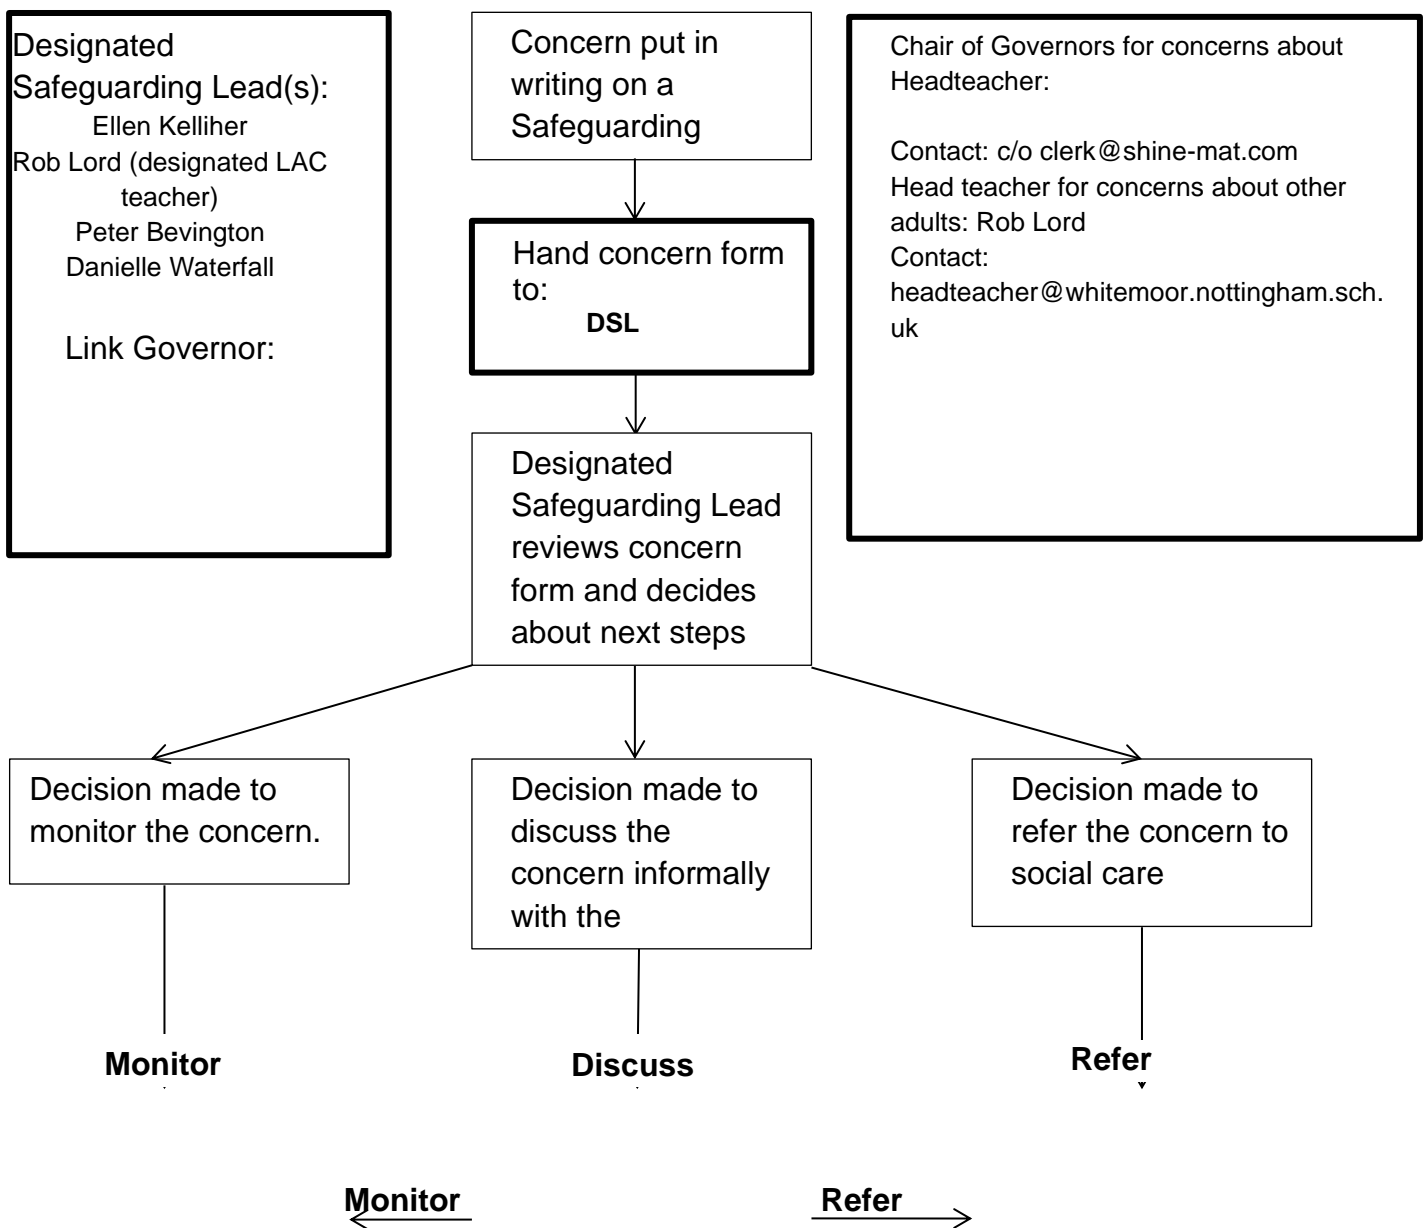 Designated
Safeguarding Lead(s):
Ellen Kelliher
Rob Lord (designated LAC
teacher)
Peter Bevington
Danielle Waterfall
Link Governor:
Concern put in
writing on a
Safeguarding
Chair of Governors for concerns about
Headteacher:
Contact: c/o clerk@shine-mat.com
Head teacher for concerns about other
adults: Rob Lord
Contact:
headteacher@whitemoor.nottingham.sch.
uk
Hand concern form
to:
DSL
Designated
Safeguarding Lead
reviews concern
form and decides
about next steps
Decision made to
monitor the concern.
Decision made to
discuss the
concern informally
with the
Decision made to
refer the concern to
social care
Monitor
Discuss
Refer
Monitor
Refer